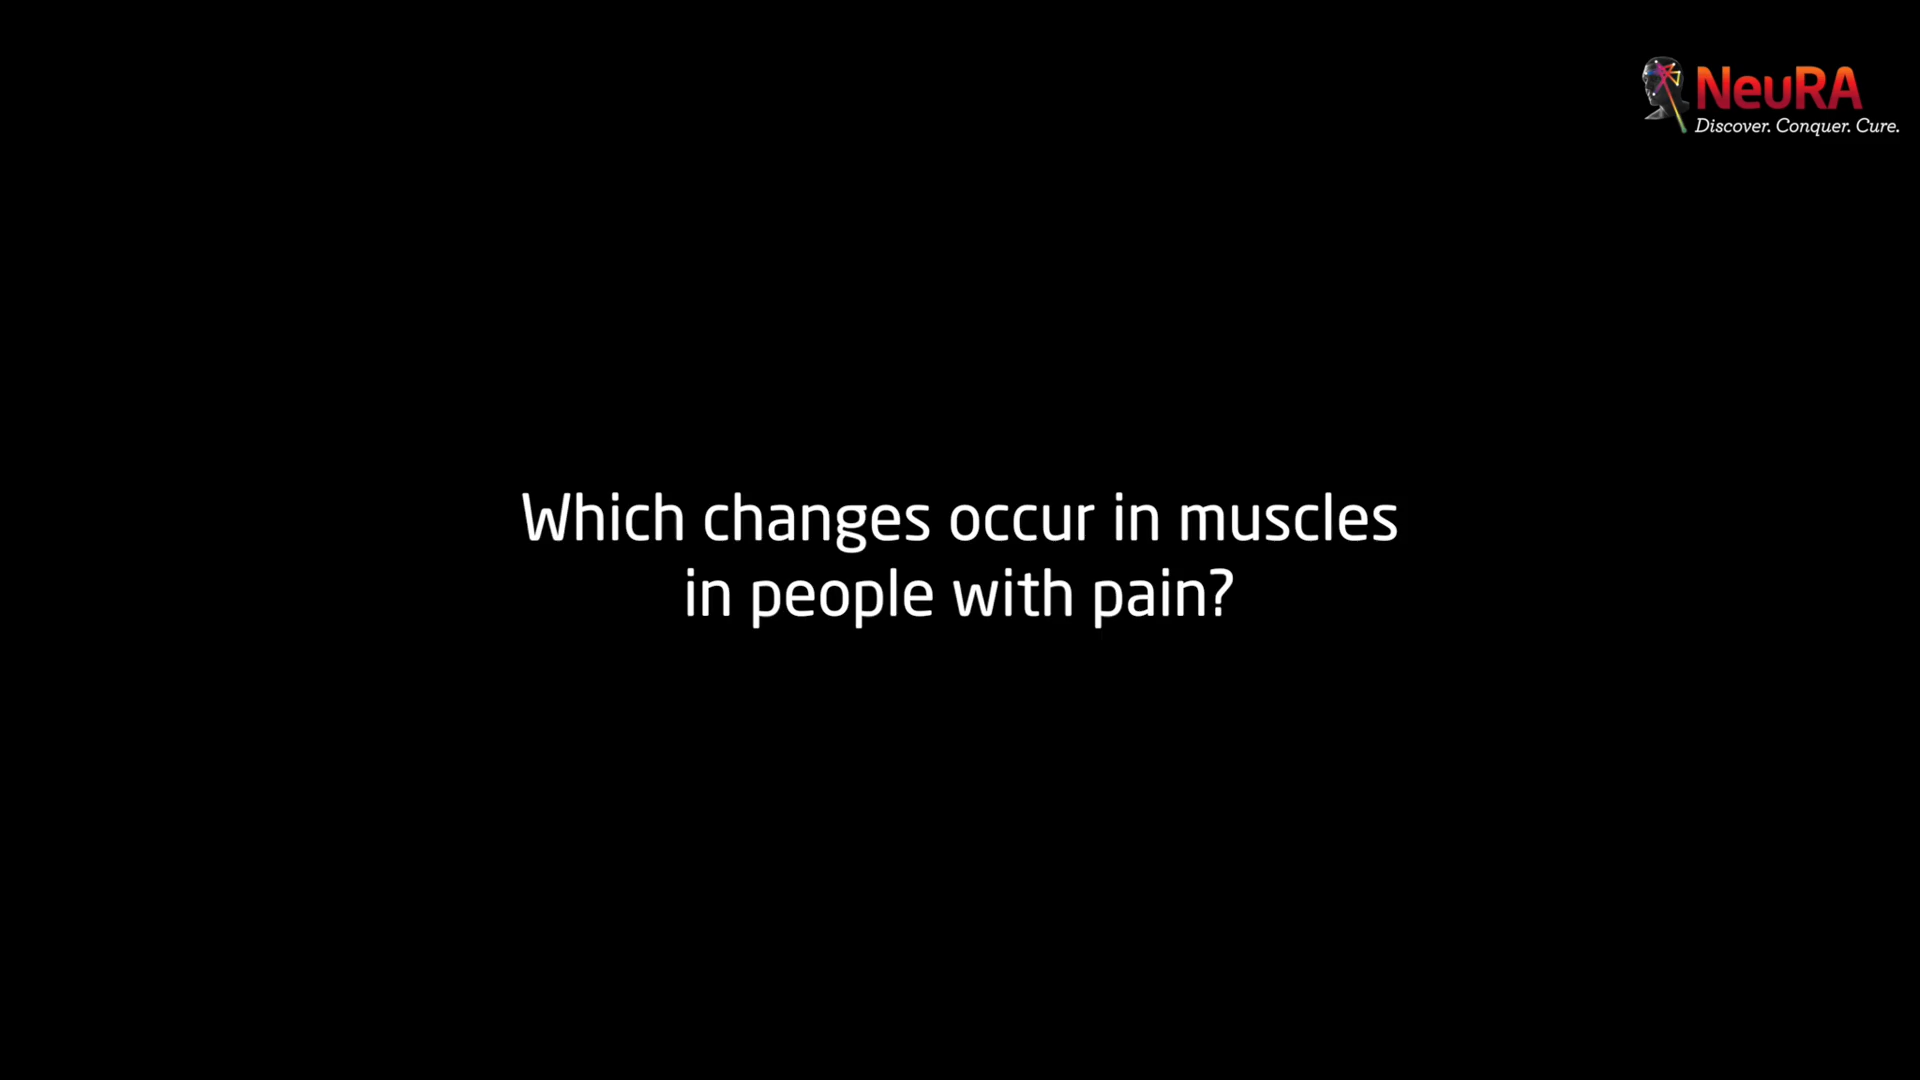 NeuRA
Discover. Conquer. Cure.
Which changes occur in muscles
in people with pain?